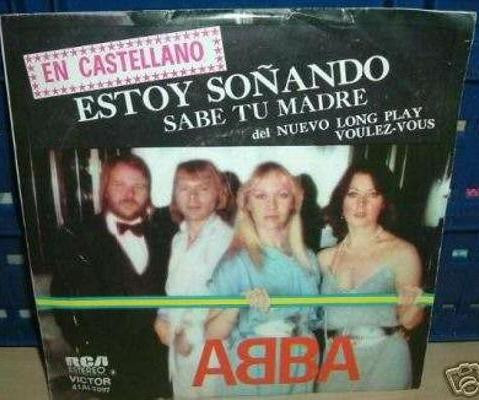 EN CASTELLANO
ESTOY SOÑANDO
SABE TU MADRE
del NUEVO LONG PLAY
VOULEZ-VOUS
ABBA
RCA
ESTEREO
VICTOR